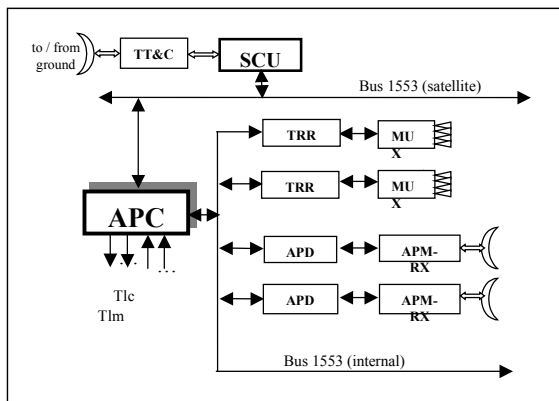 to / from
ground
TT&C
SCU
Bus 1553 (satellite)
TRR
MU
X
TRR
MU
X
APC
APD
APM-
RX
APD
APM-
RX
... ...
Tlc
Tlm
Bus 1553 (internal)